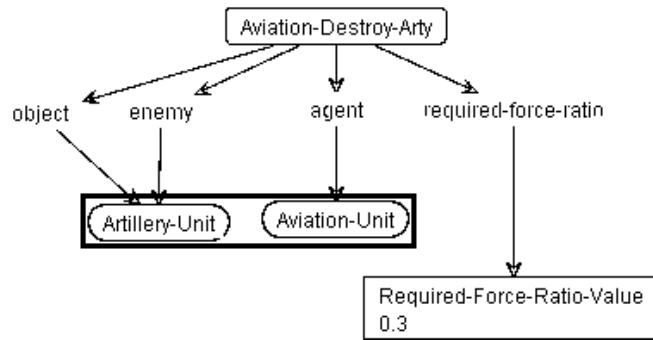 Aviation-Destroy-Arty
object
enemy
agent
required-force-ratio
Artillery-Unit
Aviation-Unit
Required-Force-Ratio-Value
0.3